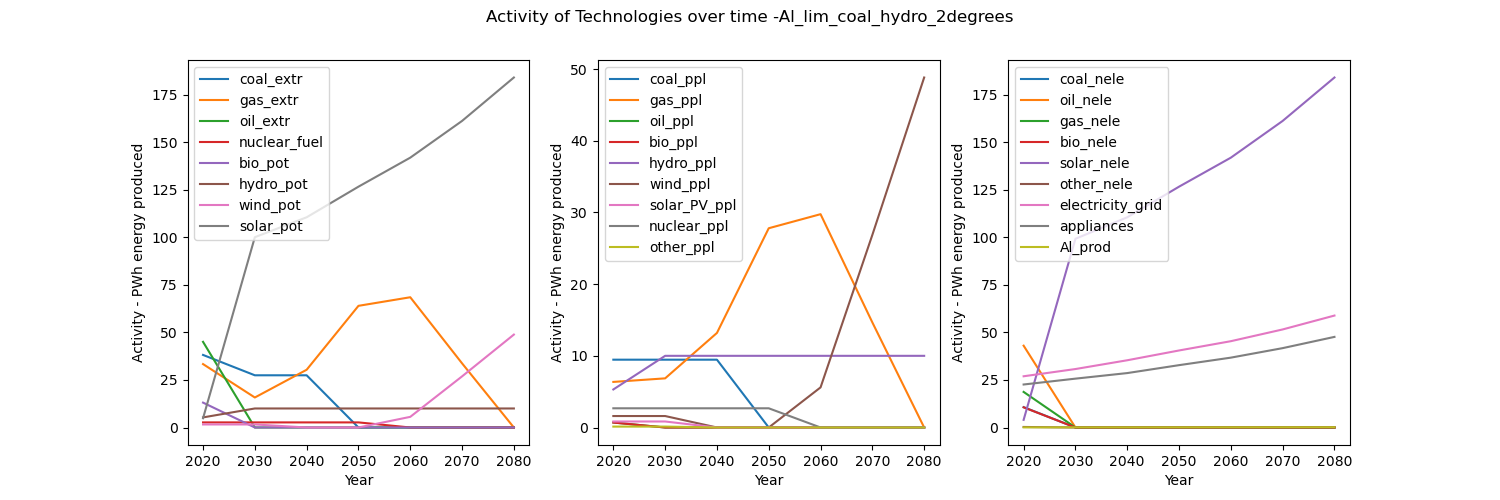 Activity of Technologies over time -Al_lim_coal_hydro_2degrees
Activity - PWh energy produced
175
150
125
100
75
50
25
0
coal_extr
gas_extr
oil_extr
nuclear_fuel
bio_pot
hydro_pot
wind_pot
solar_pot
2020 2030 2040 2050 2060 2070 2080
Year
Activity - PWh energy produced
50
40
30
20
10
0
coal_ppl
gas_ppl
oil_ppl
bio_ppl
hydro_ppl
wind_ppl
solar_PV_ppl
nuclear_ppl
other_ppl
2020 2030 2040 2050 2060 2070 2080
Year
Activity - PWh energy produced
175
150
125
100
75
50
25
0
coal_nele
oil_nele
gas_nele
bio_nele
solar_nele
other_nele
electricity_grid
appliances
Al_prod
2020 2030 2040 2050 2060 2070 2080
Year